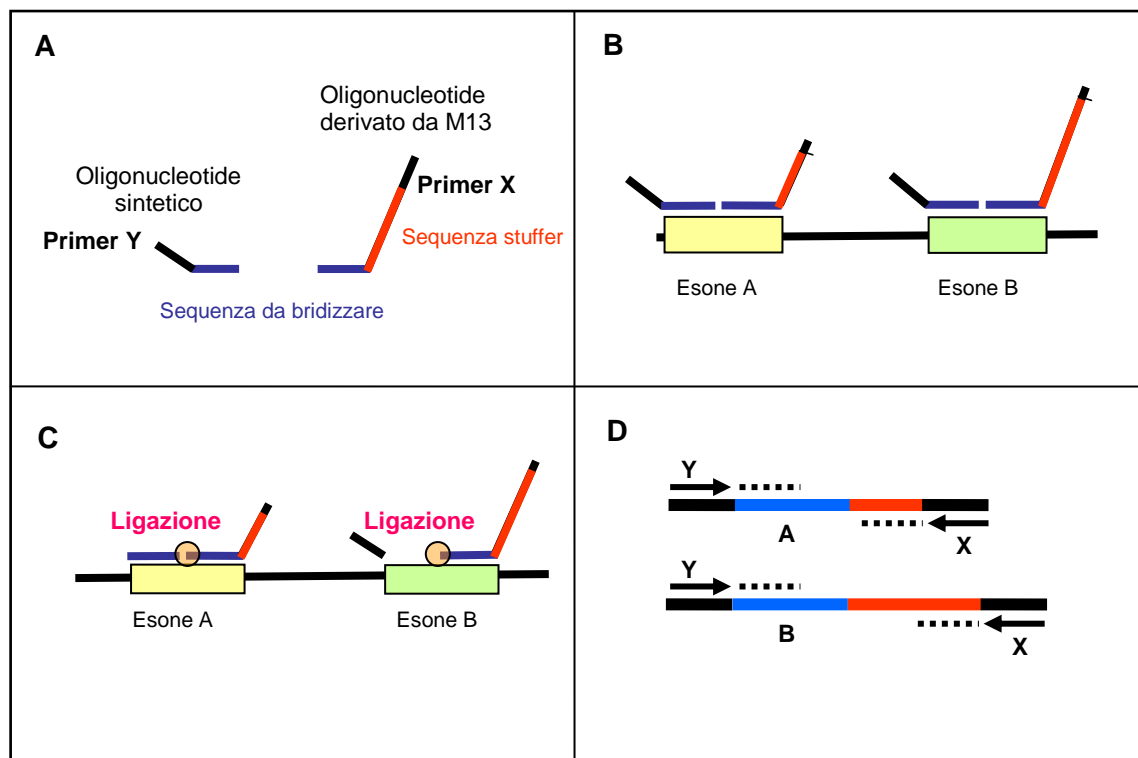 A
Oligonucleotide
derivato da M13
Oligonucleotide
sintetico
Primer X
Primer Y
Sequenza stuffer
Sequenza da bridizzare
B
Esone A
Esone B
C
Ligazione
Ligazione
Esone A
Esone B
D
Y
A
X
Y
B
X